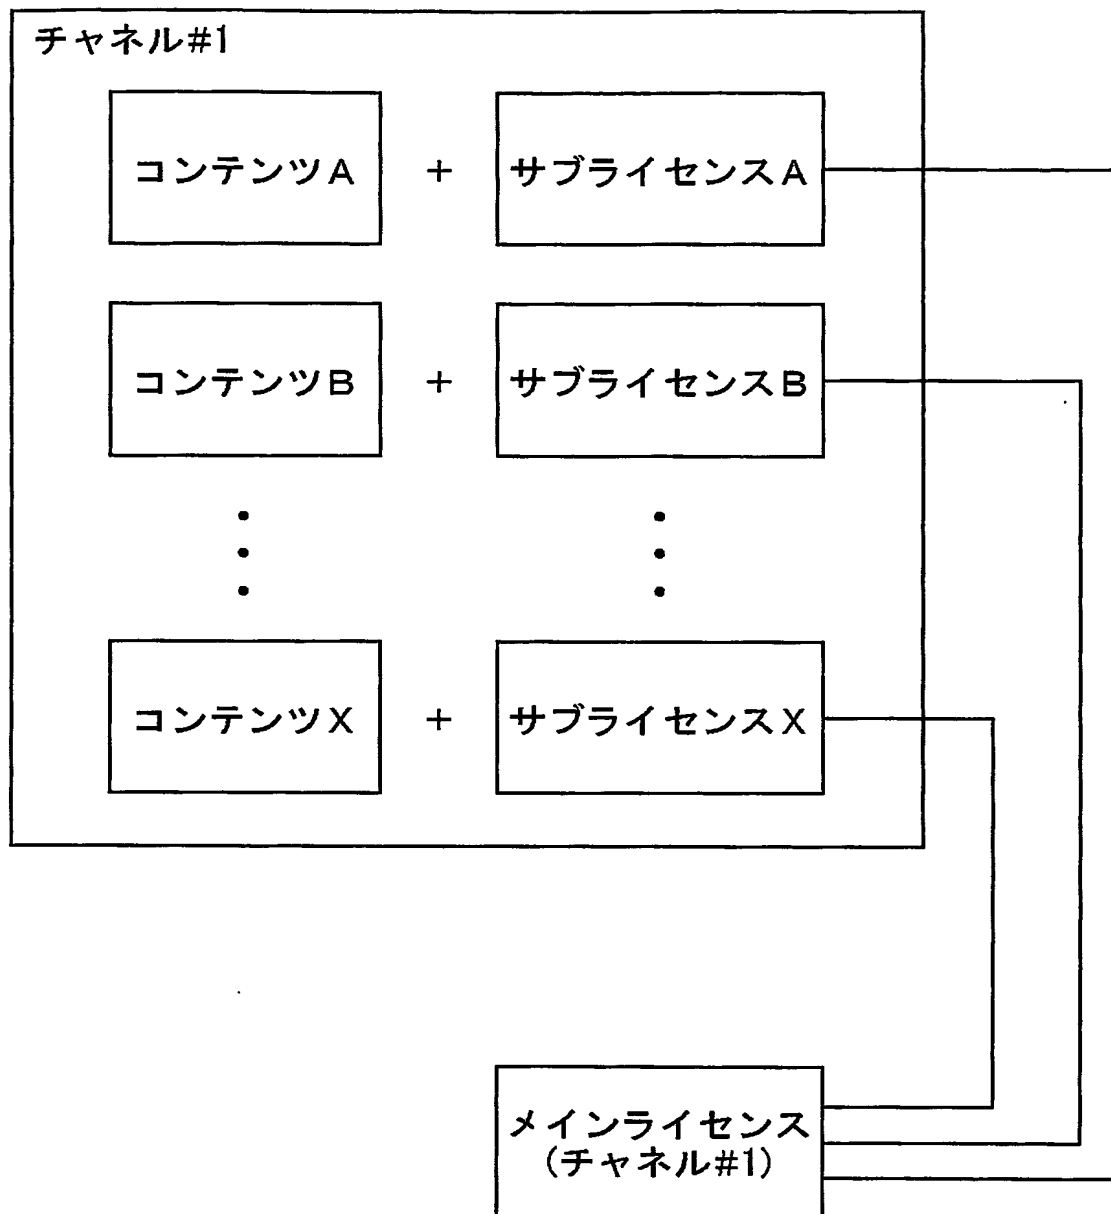 チャネル#1
コンテンツA + サブライセンスA
コンテンツB + サブライセンスB
コンテンツX + サブライセンスX
メインライセンス
(チャネル#1)